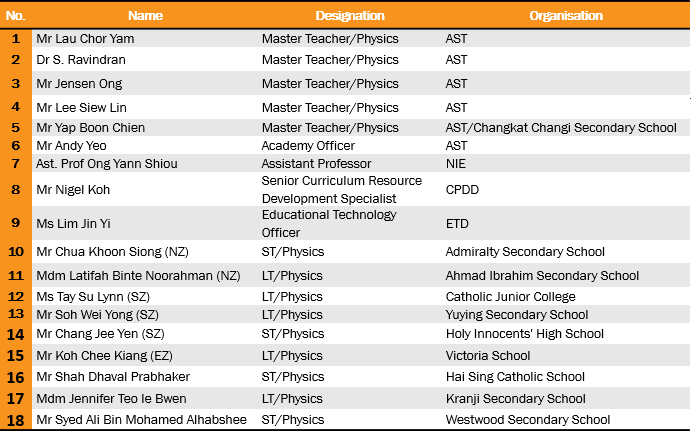 No. Name Designation Organisation
1 Mr Lau Chor Yam Master Teacher/Physics AST
2 Dr S. Ravindran Master Teacher/Physics AST
3 Mr Jensen Ong Master Teacher/Physics AST
4 Mr Lee Siew Lin Master Teacher/Physics AST
5 Mr Yap Boon Chien Master Teacher/Physics AST/Changkat Changi Secondary School
6 Mr Andy Yeo Academy Officer AST
7 Ast. Prof Ong Yann Shiou Assistant Professor NIE
8 Mr Nigel Koh Senior Curriculum Resource CPDD
Development Specialist
9 Ms Lim Jin Yi Educational Technology ETD
Officer
10 Mr Chua Khoon Siong (NZ) ST/Physics Admiralty Secondary School
11 Mdm Latifah Binte Noorahman (NZ) LT/Physics Ahmad Ibrahim Secondary School
12 Ms Tay Su Lynn (SZ) LT/Physics Catholic Junior College
13 Mr Soh Wei Yong (SZ) LT/Physics Yuying Secondary School
14 Mr Chang Jee Yen (SZ) ST/Physics Holy Innocents' High School
15 Mr Koh Chee Kiang (EZ) LT/Physics Victoria School
16 Mr Shah Dhaval Prabhaker ST/Physics Hai Sing Catholic School
17 Mdm Jennifer Teo Ie Bwen LT/Physics Kranji Secondary School
18 Mr Syed Ali Bin Mohamed Alhabshee ST/Physics Westwood Secondary School